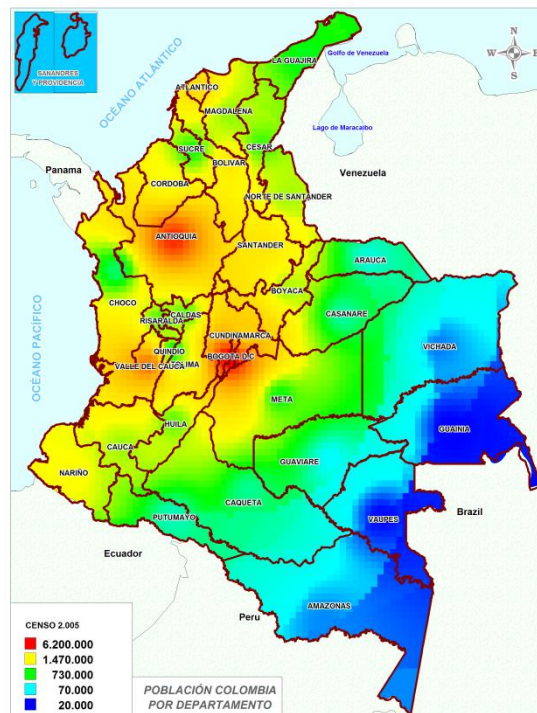 SANANDRES
Y PROVIDENCIA
OCÉANO ATLÁNTICO
LA GUAJIRA
Golfo de Venezuela
N
W
E
S
ATLANTICO
MAGDALENA
Lago de Maracaibo
CESAR
SUCRE
BOLIVAR
Panama
Venezuela
CORDOBA
NORTE DE SANTANDER
ANTIOQUIA
SANTANDER
ARAUCA
BOYACA
CHOCO
CASANARE
OCÉANO PACÍFICO
CALDAS
RISARALDA
CUNDINAMARCA
VICHADA
QUINDIO
BOGOTA D.C
VALLE DEL CAUCA
LIMA
META
GUAINIA
HUILA
CAUCA
GUAVIARE
NARIÑO
CAQUETA
PUTUMAYO
VAUPES
Brazil
Ecuador
Peru
AMAZONAS
CENSO 2.005
6.200.000
1.470.000
730.000
70.000
20.000
POBLACIÓN COLOMBIA
POR DEPARTAMENTO